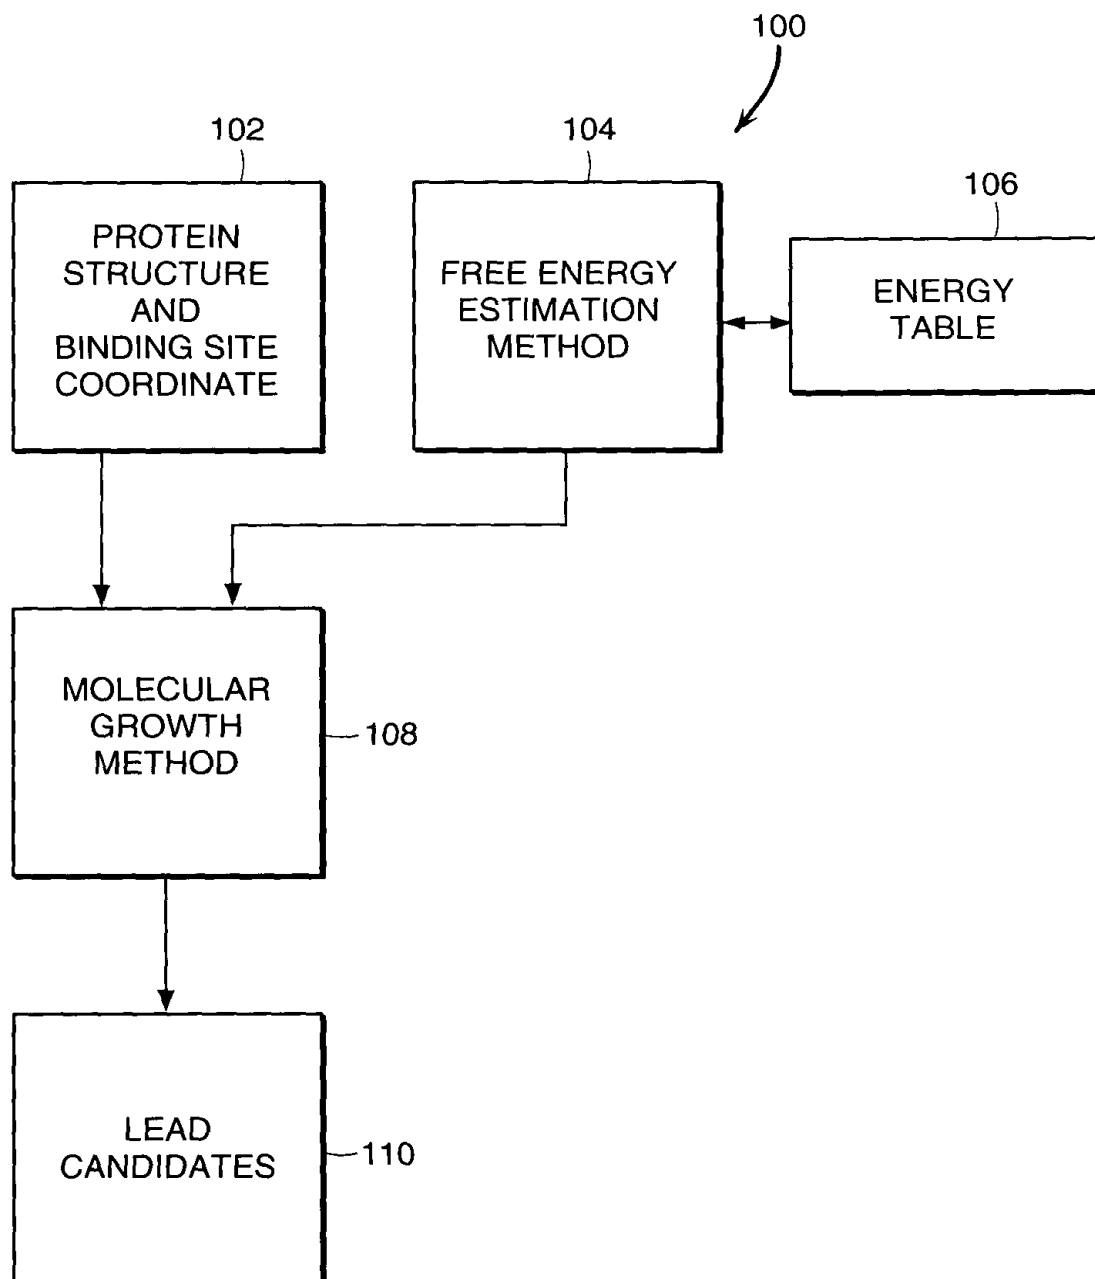 100
102
104
106
PROTEIN
STRUCTURE
AND
BINDING SITE
COORDINATE
FREE ENERGY
ESTIMATION
METHOD
ENERGY
TABLE
MOLECULAR
GROWTH
METHOD
108
LEAD
CANDIDATES
110